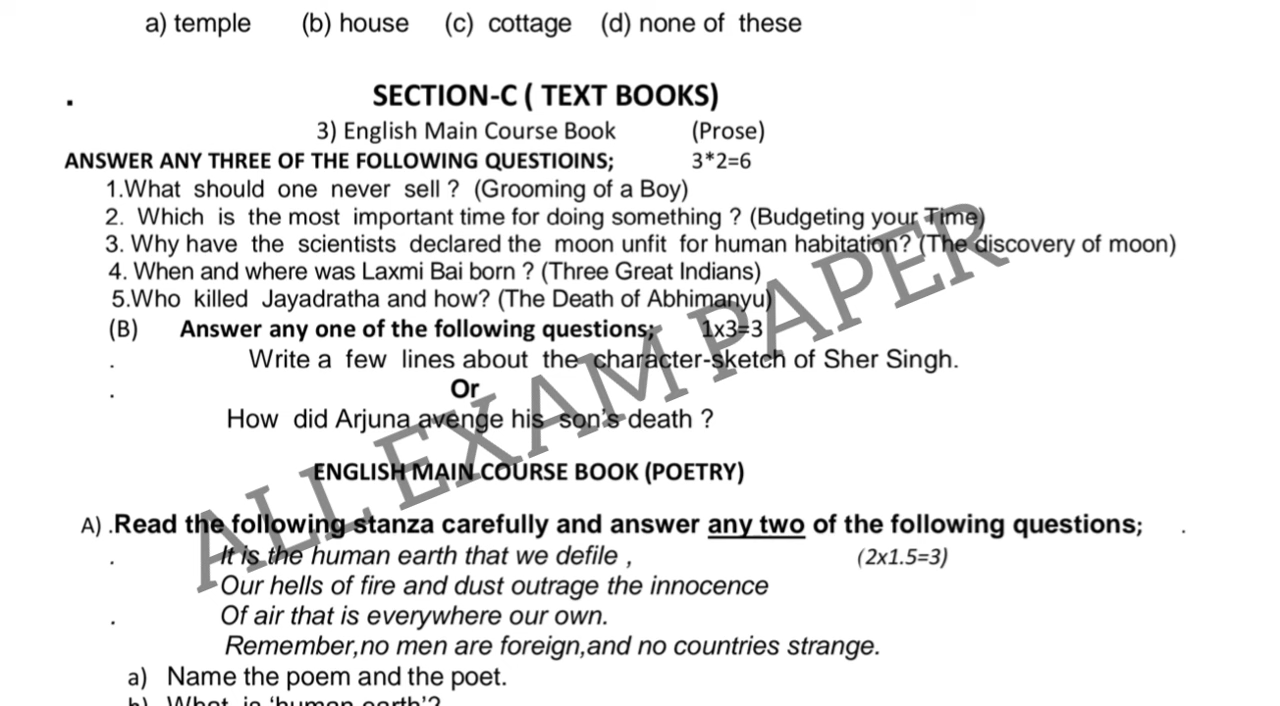 a) temple (b) house (c) cottage (d) none of these
. SECTION-C ( TEXT BOOKS)
3) English Main Course Book (Prose)
ANSWER ANY THREE OF THE FOLLOWING QUESTIOINS; 3*2=6
1.What should one never sell ? (Grooming of a Boy)
2. Which is the most important time for doing something ? (Budgeting your Time)
3. Why have the scientists declared the moon unfit for human habitation? (The discovery of moon)
4. When and where was Laxmi Bai born ? (Three Great Indians)
5.Who killed Jayadratha and how? (The Death of Abhimanyu)
(B) Answer any one of the following questions; 1x3=3
. Write a few lines about the character-sketch of Sher Singh.
. Or
How did Arjuna avenge his son's death ?
ENGLISH MAIN COURSE BOOK (POETRY)
A) .Read the following stanza carefully and answer any two of the following questions; .
. It is the human earth that we defile , (2x1.5=3)
Our hells of fire and dust outrage the innocence
. Of air that is everywhere our own.
Remember,no men are foreign,and no countries strange.
a) Name the poem and the poet.
b) What is 'human earth'?
ALL EXAM PAPER